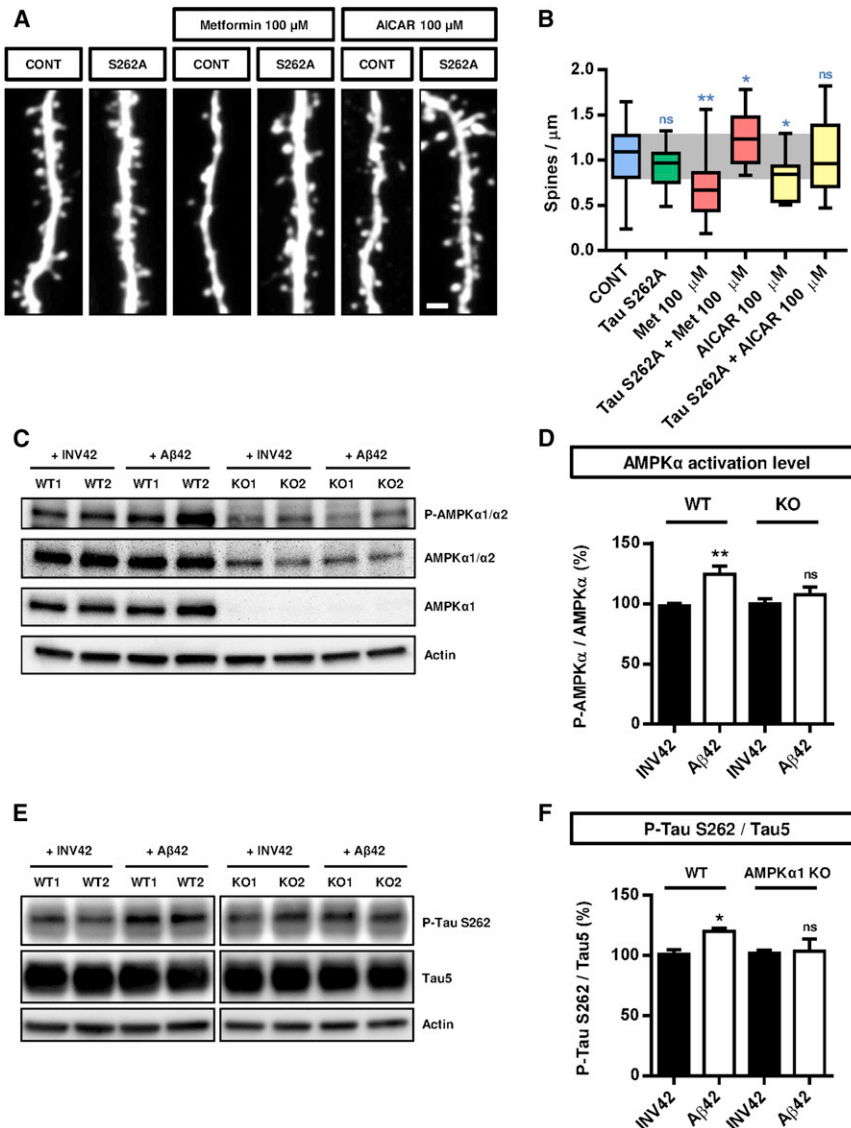 A
Metformin 100 µM AICAR 100 µM
CONT S262A CONT S262A CONT S262A
B
Spines / µm
2.0
1.5
1.0
0.5
0.0
ns ** * * ns
CONT
Tau S262A
Met 100 µM
Tau S262A + Met 100 µM
AICAR 100 µM
Tau S262A + AICAR 100 µM
C
+ INV42 + Aβ42 + INV42 + Aβ42
WT1 WT2 WT1 WT2 KO1 KO2 KO1 KO2
P-AMPKα1/α2
AMPKα1/α2
AMPKα1
Actin
D
AMPKα activation level
WT KO
P-AMPKα / AMPKα (%)
150
100
50
0
** ns
INV42 Aβ42 INV42 Aβ42
E
+ INV42 + Aβ42 + INV42 + Aβ42
WT1 WT2 WT1 WT2 KO1 KO2 KO1 KO2
P-Tau S262
Tau5
Actin
F
P-Tau S262 / Tau5
WT AMPKα1 KO
P-Tau S262 / Tau5 (%)
150
100
50
0
* ns
INV42 Aβ42 INV42 Aβ42